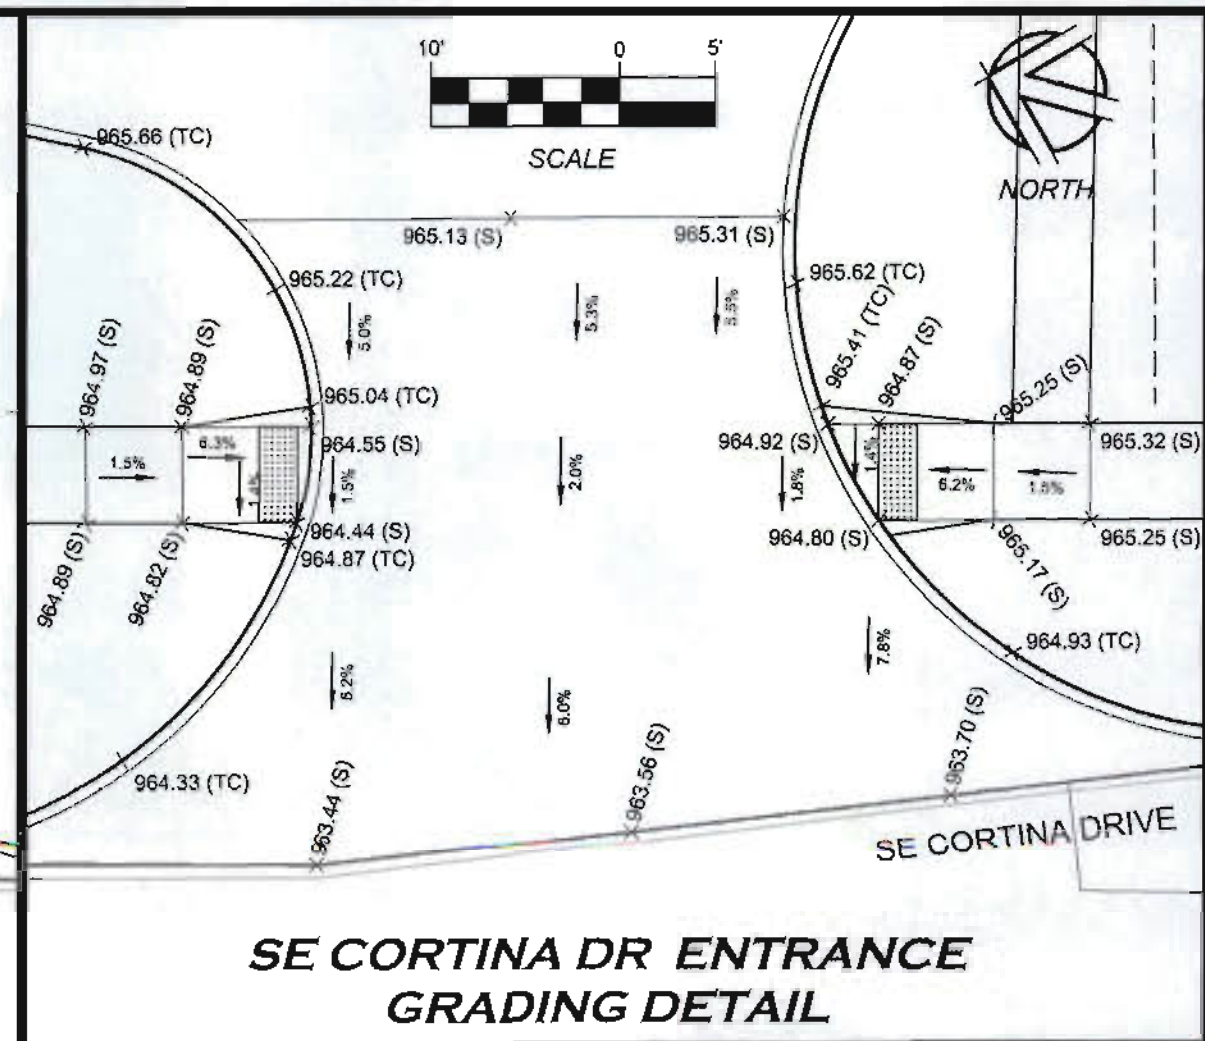 10' 0 5'
SCALE
NORTH
965.66 (TC)
965.13 (S)
965.31 (S)
965.22 (TC)
965.62 (TC)
5.0%
5.3%
5.5%
965.41 (TC)
964.87 (S)
964.97 (S)
964.89 (S)
965.04 (TC)
965.25 (S)
964.55 (S)
964.92 (S)
965.32 (S)
6.3%
1.5%
1.5%
2.0%
1.8%
1.4%
6.2%
964.44 (S)
964.87 (TC)
964.80 (S)
965.25 (S)
964.89 (S)
964.82 (S)
965.17 (S)
964.93 (TC)
6.0%
7.8%
964.33 (TC)
963.44 (S)
963.56 (S)
963.70 (S)
SE CORTINA DRIVE
SE CORTINA DR ENTRANCE
GRADING DETAIL